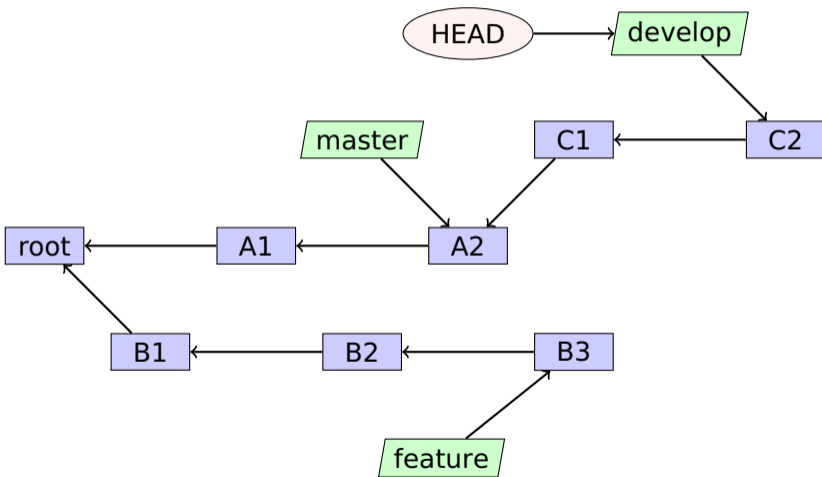 HEAD
develop
master
C1
C2
root
A1
A2
B1
B2
B3
feature